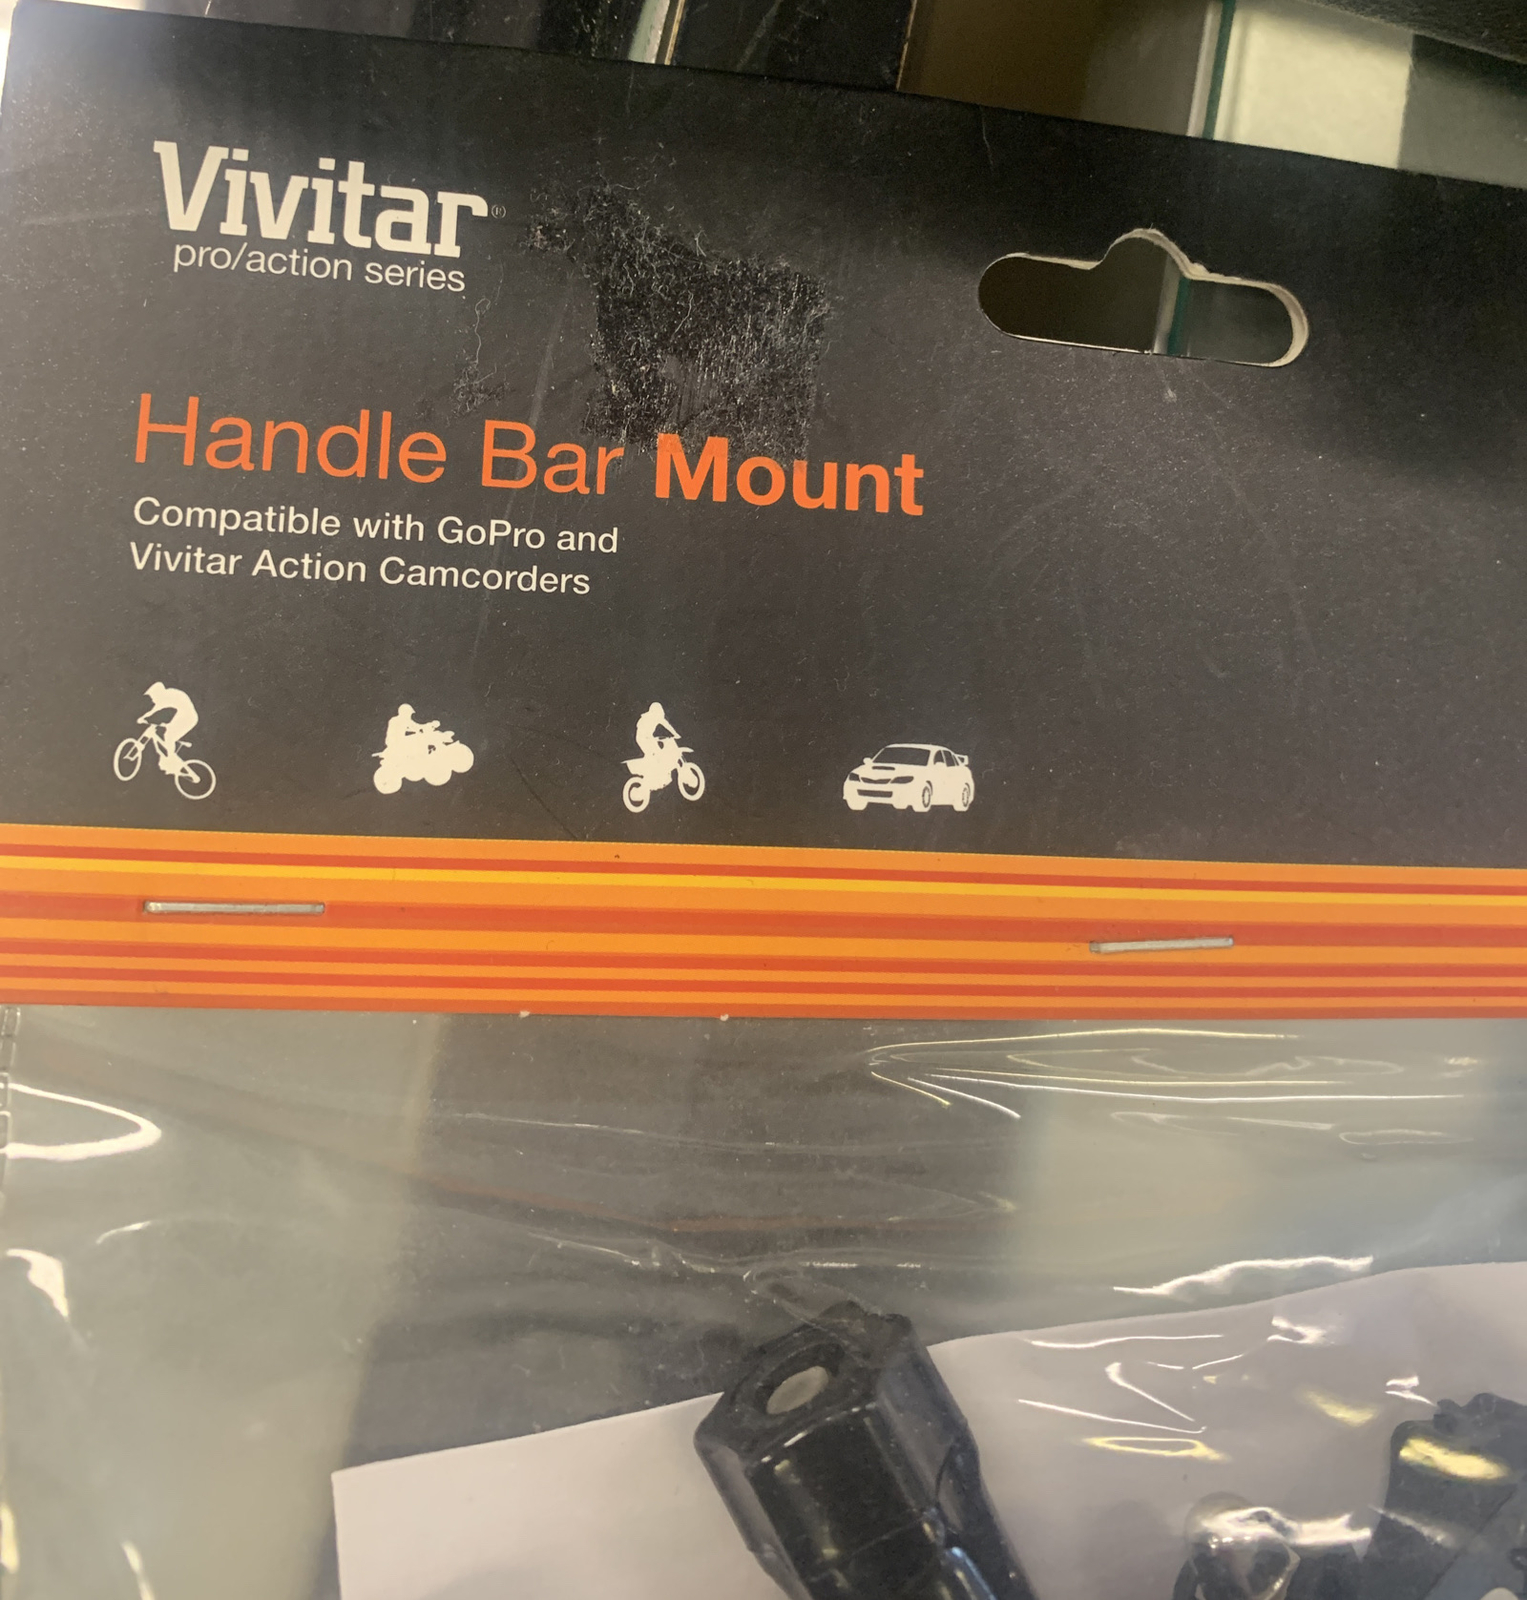 Vivitar®
pro/action series
Handle Bar Mount
Compatible with GoPro and
Vivitar Action Camcorders